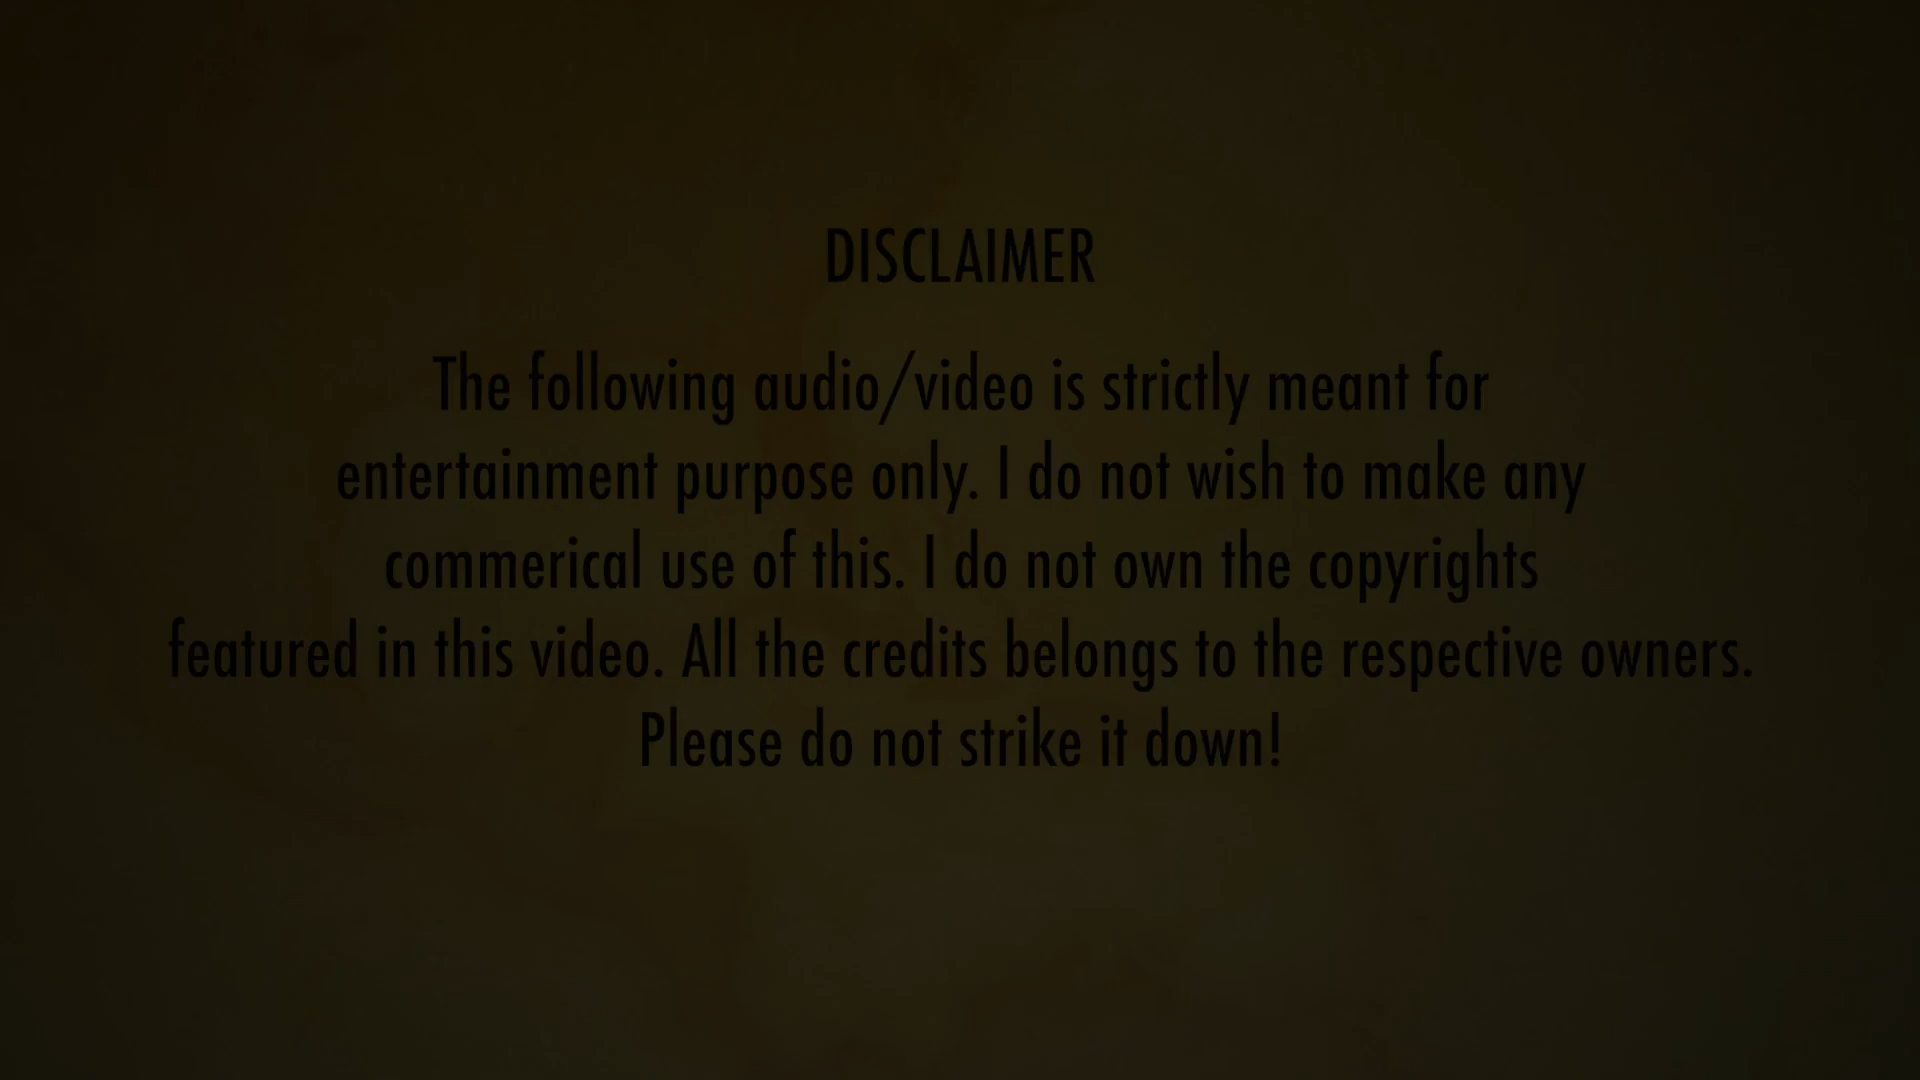 DISCLAIMER
The following audio/video is strictly meant for
entertainment purpose only. I do not wish to make any
commerical use of this. I do not own the copyrights
featured in this video. All the credits belongs to the respective owners.
Please do not strike it down!